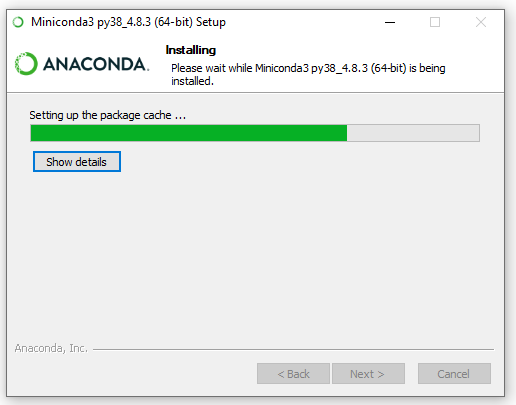 Miniconda3 py38_4.8.3 (64-bit) Setup
ANACONDA.
Installing
Please wait while Miniconda3 py38_4.8.3 (64-bit) is being
installed.
Setting up the package cache ...
Show details
Anaconda, Inc.
< Back
Next >
Cancel